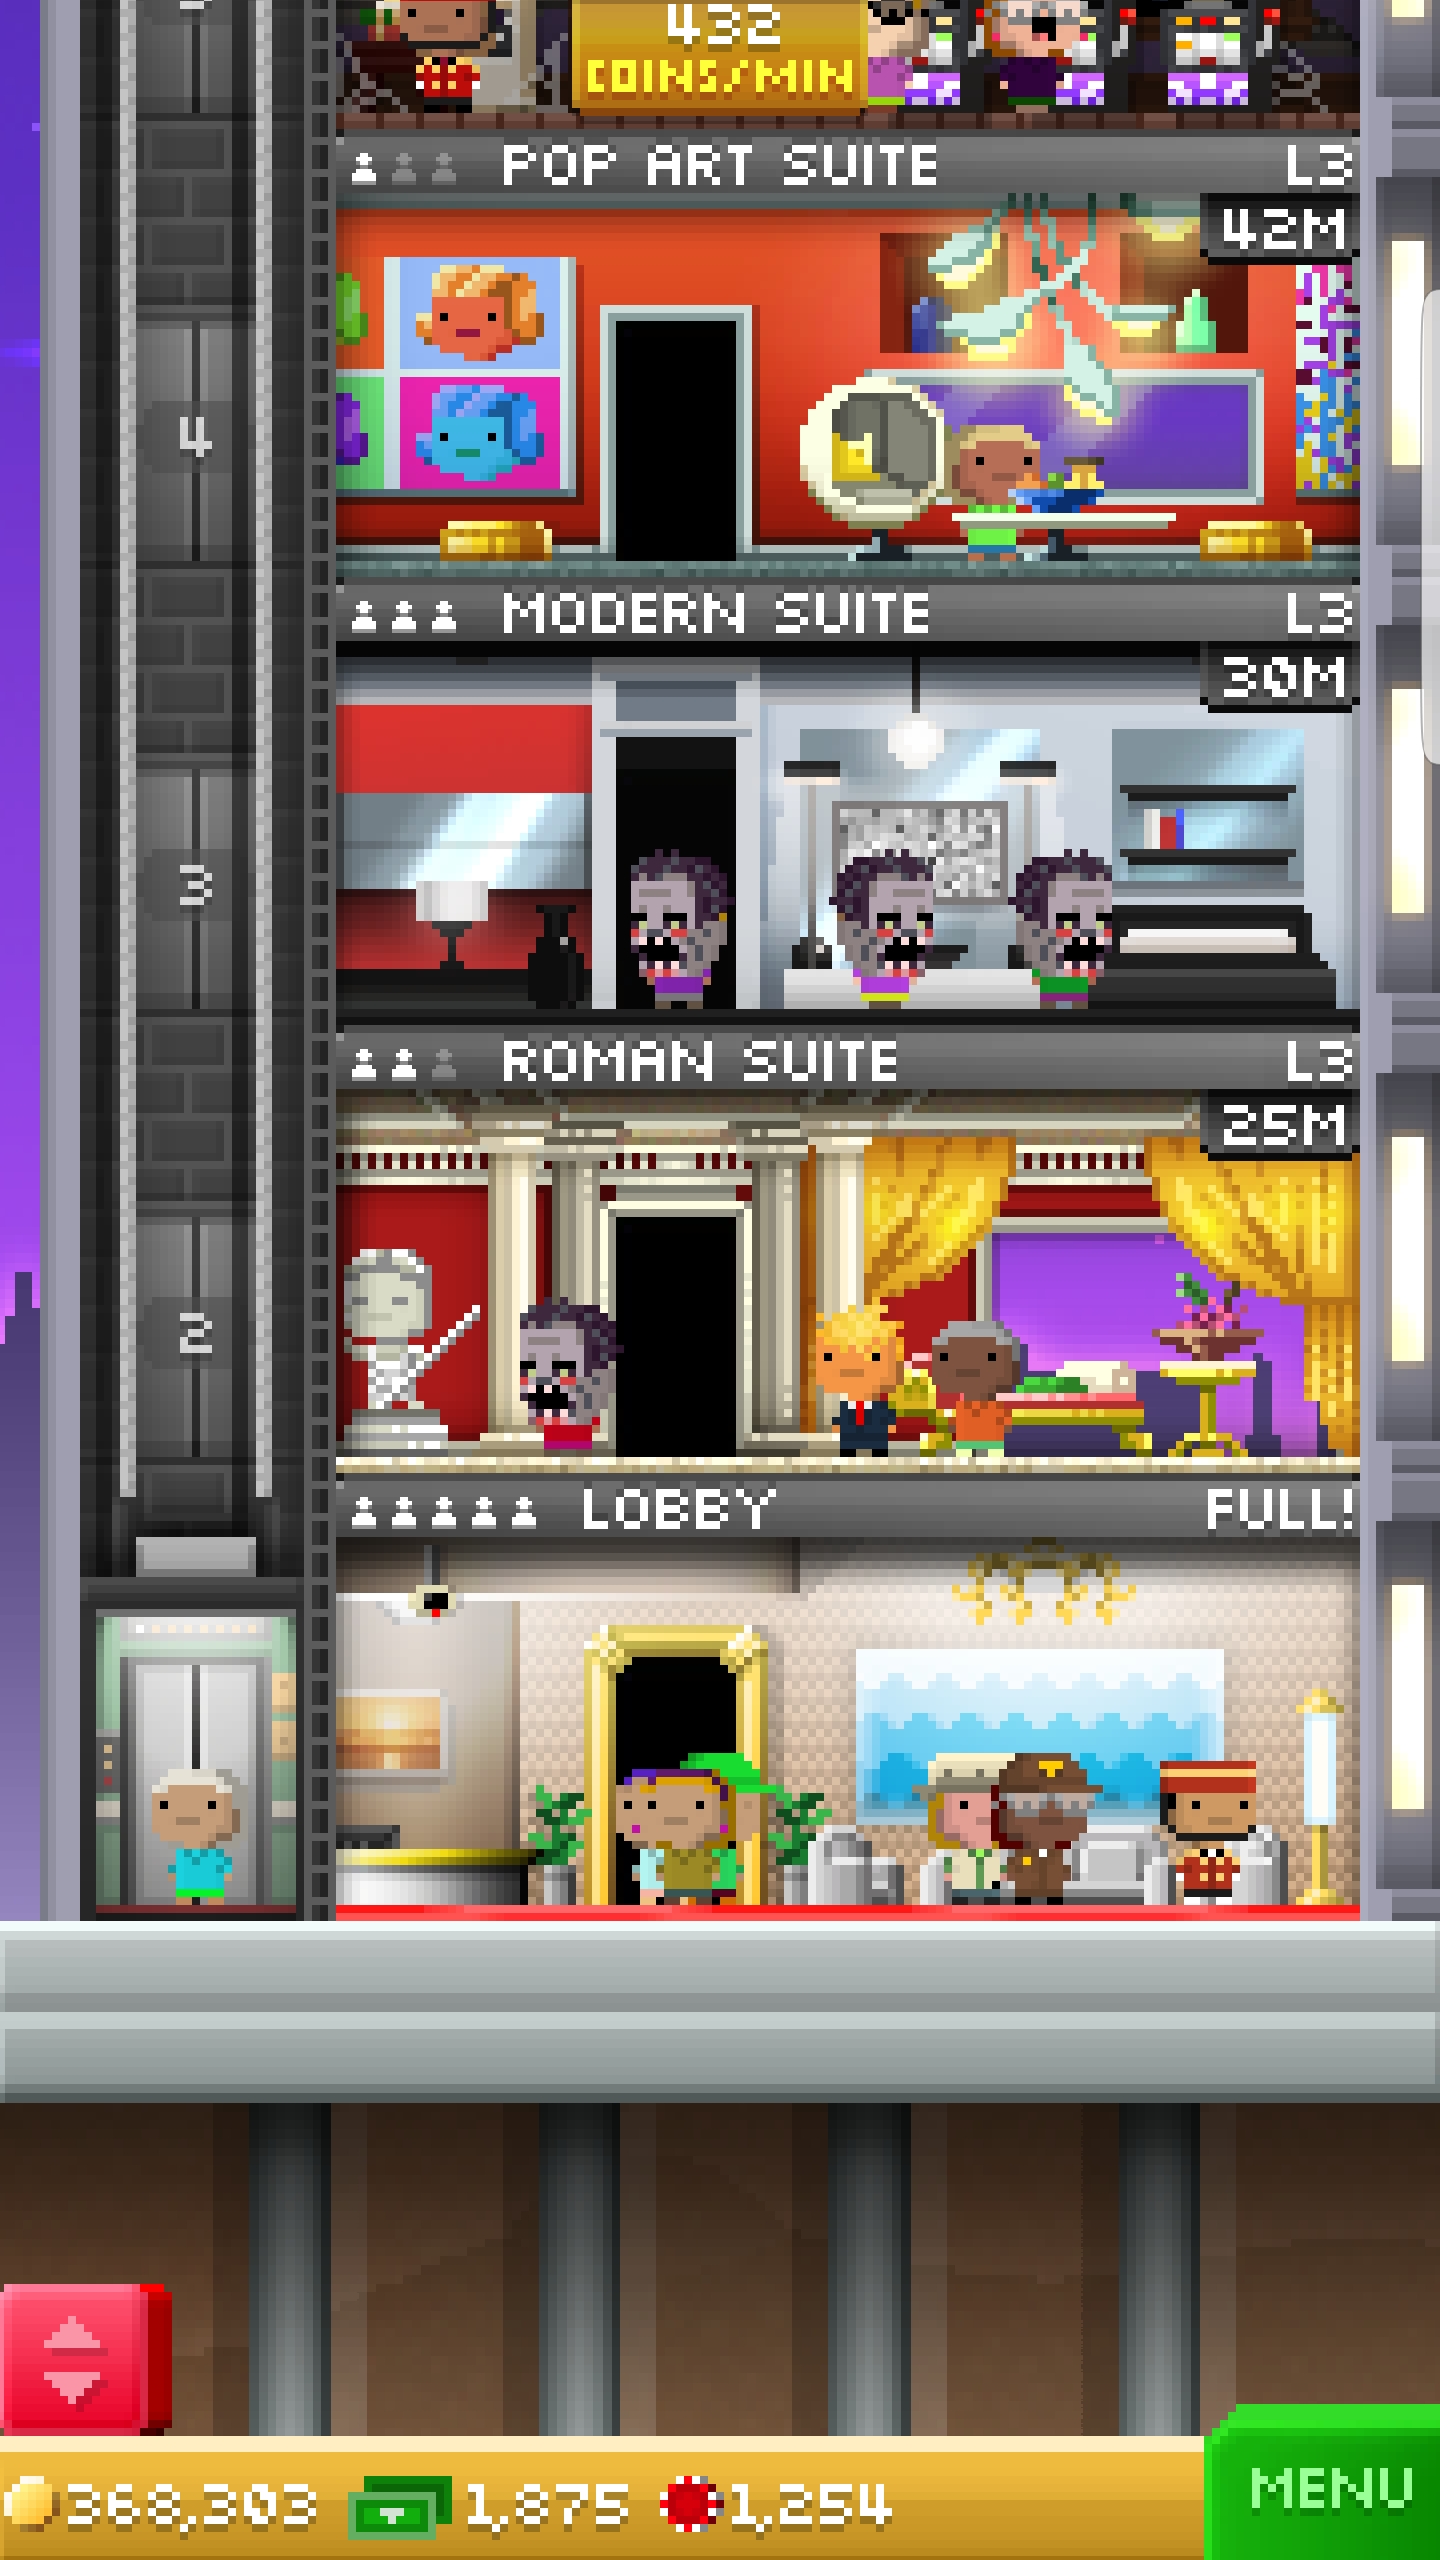 432
COINS/MIN
POP ART SUITE L3
42M
4
MODERN SUITE L3
30M
3
ROMAN SUITE L3
25M
2
LOBBY FULL!
368,303 1,875 1,254
MENU